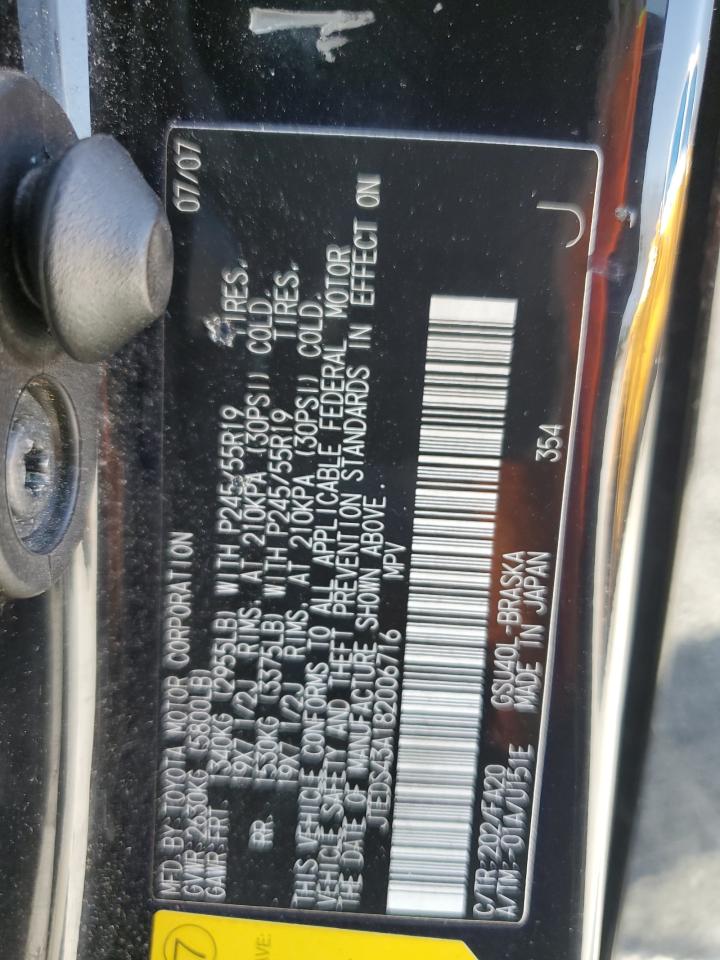 MFD.BY:TOYOTA MOTOR CORPORATION 07/07
GVWR:2630KG (5800LB)
GAWR:FRT. 1340KG (2955LB) WITH P245/55R19 TIRES,
19X7 1/2J RIMS, AT 210KPA (30PSI) COLD.
RR. 1530KG (3375LB) WITH P245/55R19 TIRES,
19X7 1/2J RIMS, AT 210KPA (30PSI) COLD.
THIS VEHICLE CONFORMS TO ALL APPLICABLE FEDERAL MOTOR
VEHICLE SAFETY AND THEFT PREVENTION STANDARDS IN EFFECT ON
THE DATE OF MANUFACTURE SHOWN ABOVE.
JTEDS43A182006716 MPV
C/TR:202/FA20 GSU40L-BRASKA 354 J
A/TM:-01A/U151E MADE IN JAPAN
7